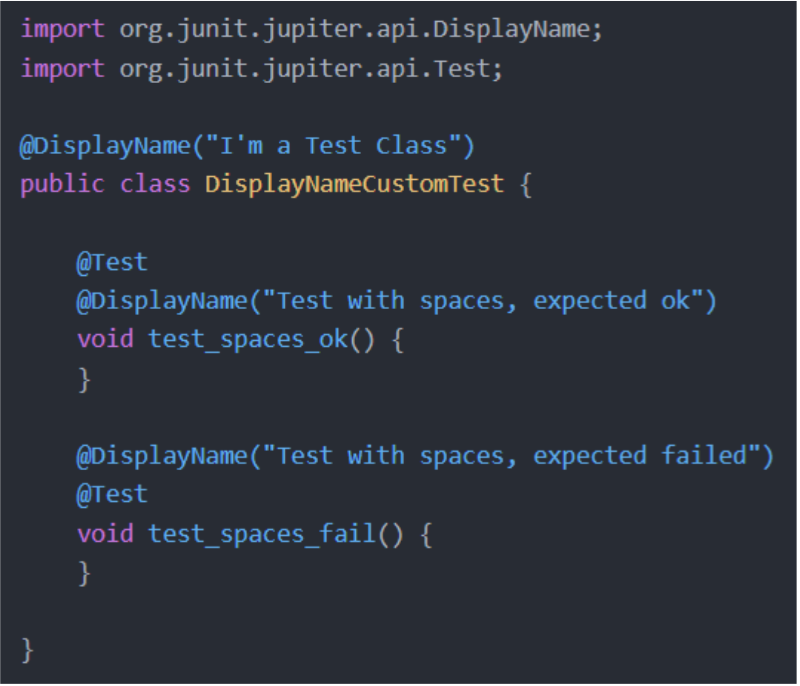 import org.junit.jupiter.api.DisplayName;
import org.junit.jupiter.api.Test;

@DisplayName("I'm a Test Class")
public class DisplayNameCustomTest {

    @Test
    @DisplayName("Test with spaces, expected ok")
    void test_spaces_ok() {
    }

    @DisplayName("Test with spaces, expected failed")
    @Test
    void test_spaces_fail() {
    }

}